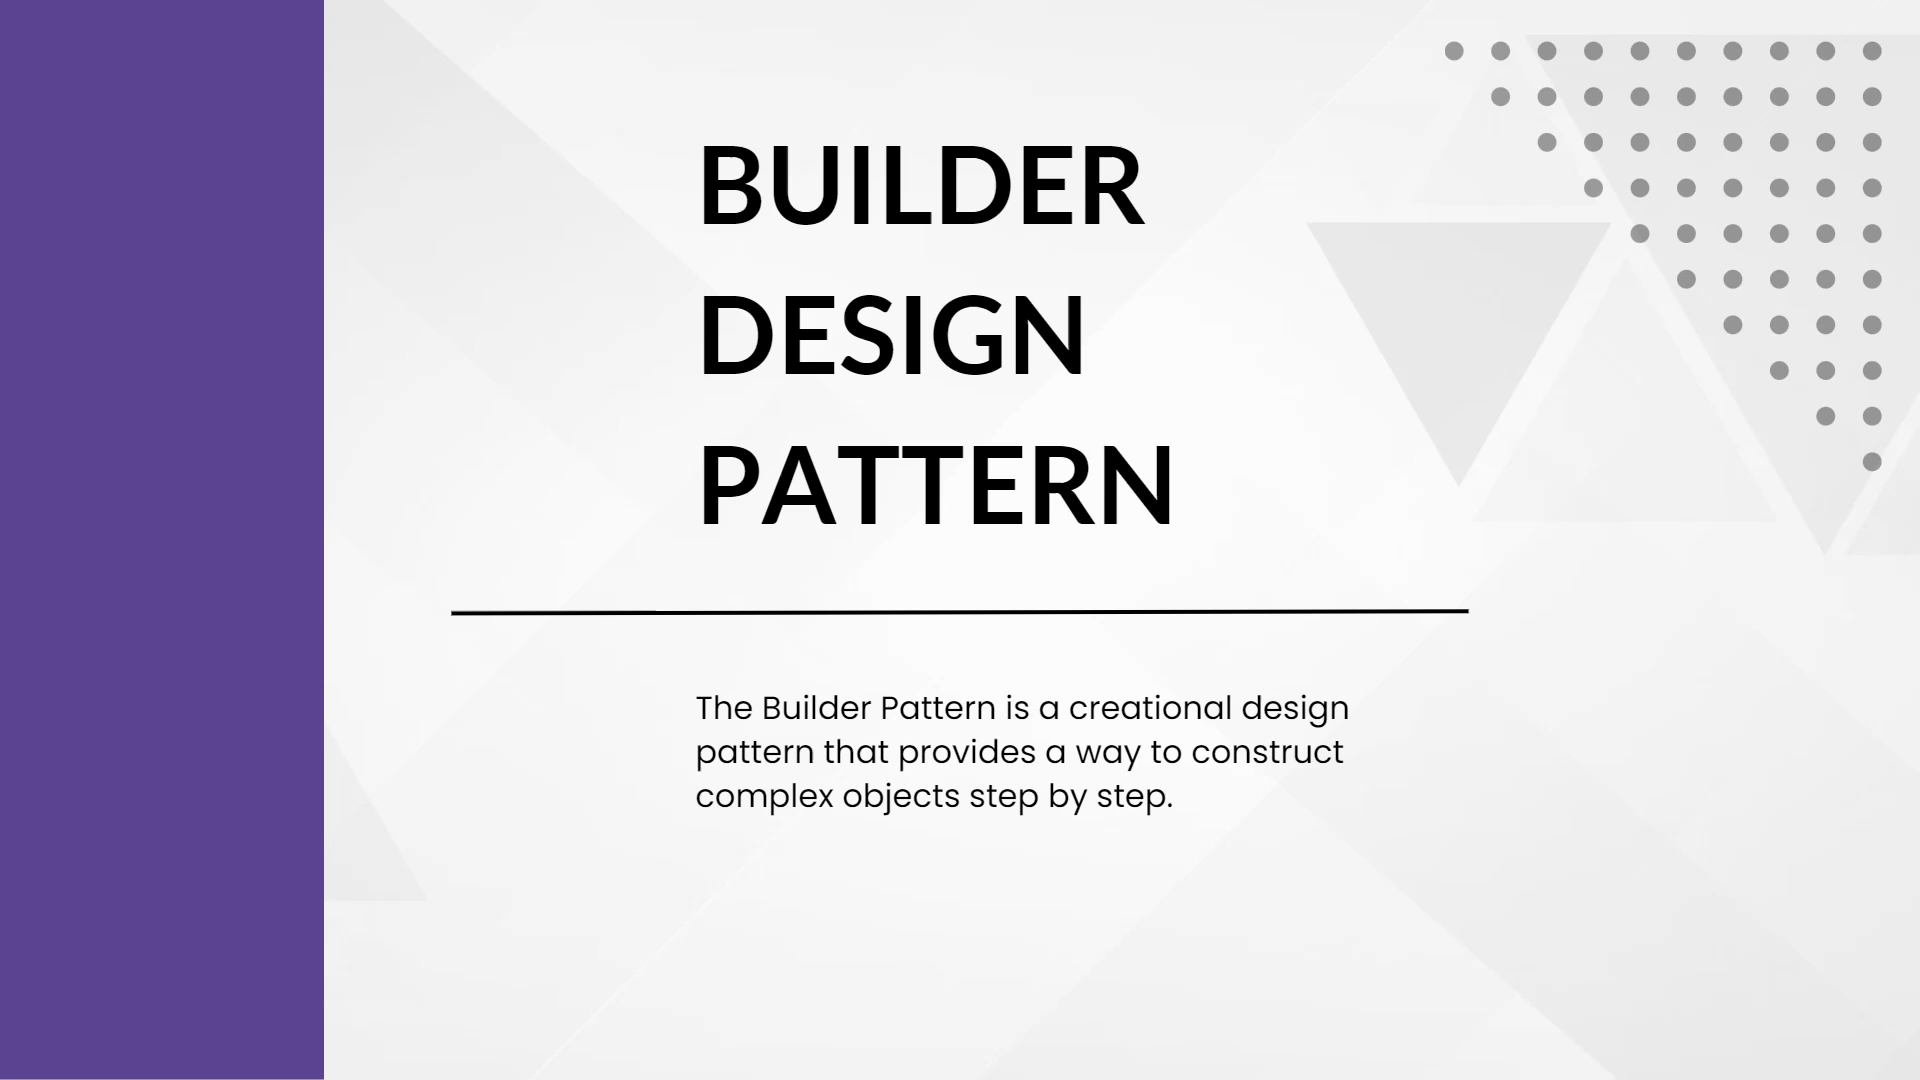 BUILDER
DESIGN
PATTERN
The Builder Pattern is a creational design
pattern that provides a way to construct
complex objects step by step.